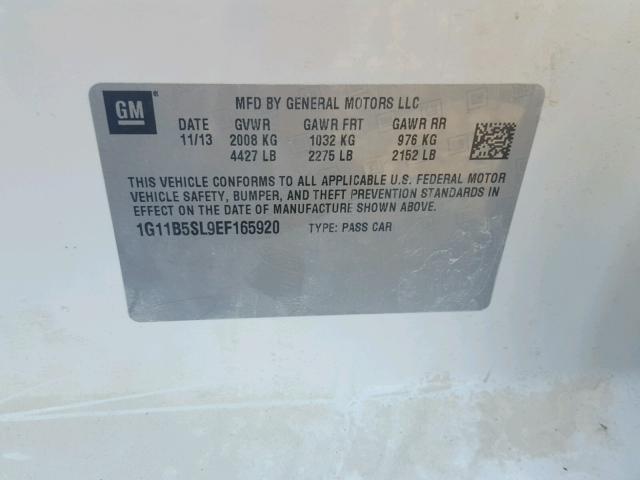 GM
MFD BY GENERAL MOTORS LLC
DATE GVWR GAWR FRT GAWR RR
11/13 2008 KG 1032 KG 976 KG
4427 LB 2275 LB 2152 LB
THIS VEHICLE CONFORMS TO ALL APPLICABLE U.S. FEDERAL MOTOR
VEHICLE SAFETY, BUMPER, AND THEFT PREVENTION STANDARDS IN
EFFECT ON THE DATE OF MANUFACTURE SHOWN ABOVE.
1G11B5SL9EF165920 TYPE: PASS CAR